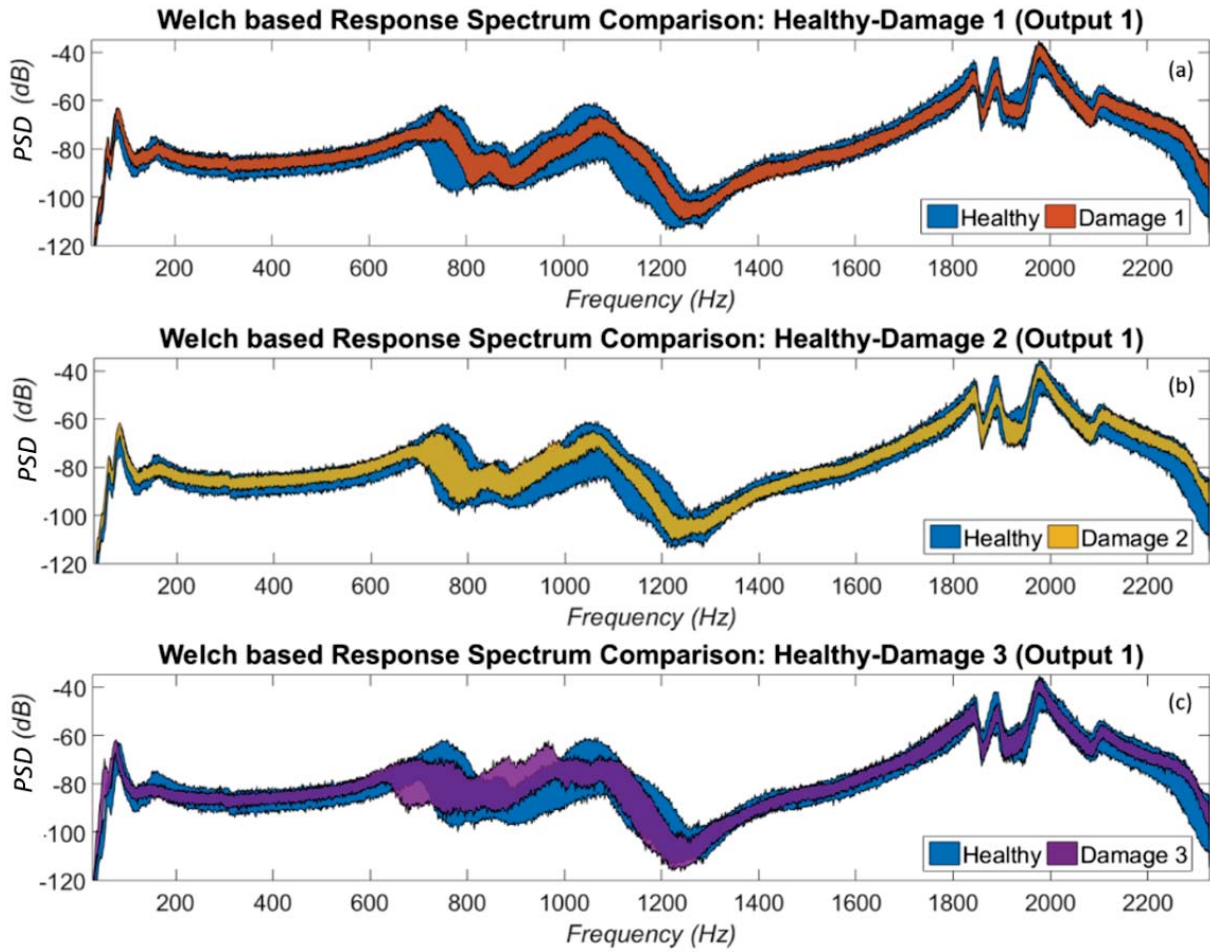 Welch based Response Spectrum Comparison: Healthy-Damage 1 (Output 1)
-40
-60
-80
-100
-120
PSD (dB)
(a)
Healthy Damage 1
200 400 600 800 1000 1200 1400 1600 1800 2000 2200
Frequency (Hz)
Welch based Response Spectrum Comparison: Healthy-Damage 2 (Output 1)
-40
-60
-80
-100
-120
PSD (dB)
(b)
Healthy Damage 2
200 400 600 800 1000 1200 1400 1600 1800 2000 2200
Frequency (Hz)
Welch based Response Spectrum Comparison: Healthy-Damage 3 (Output 1)
-40
-60
-80
-100
-120
PSD (dB)
(c)
Healthy Damage 3
200 400 600 800 1000 1200 1400 1600 1800 2000 2200
Frequency (Hz)